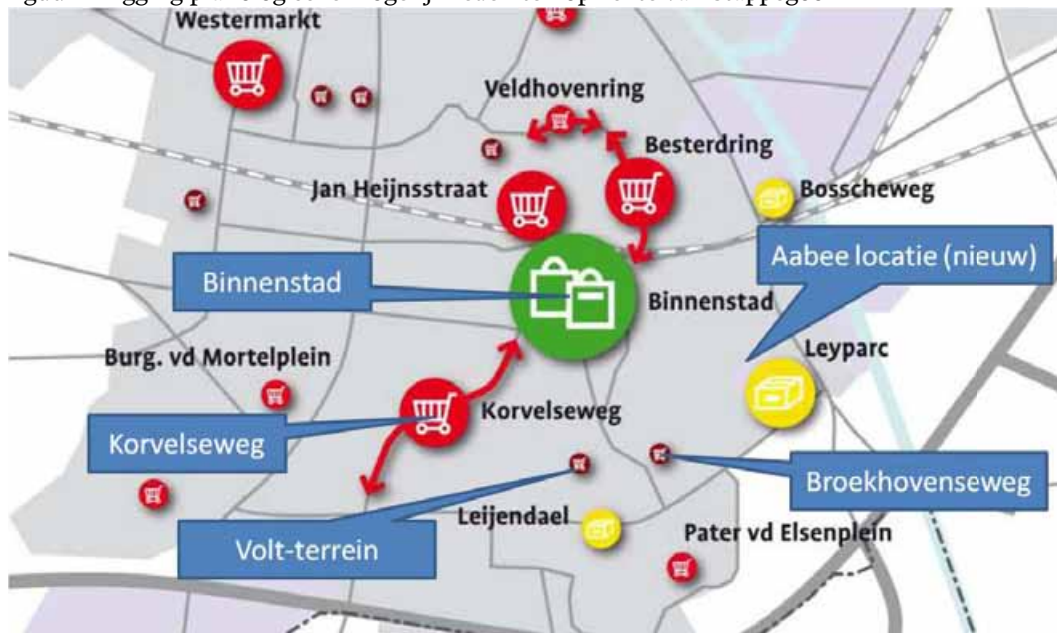 Westermarkt
Veldhovenring
Besterdring
Jan Heijnsstraat
Bosscheweg
Aabee locatie (nieuw)
Binnenstad
Binnenstad
Leyparc
Burg. vd Mortelplein
Korvelseweg
Korvelseweg
Broekhovenseweg
Leijendael
Pater vd Elsenplein
Volt-terrein